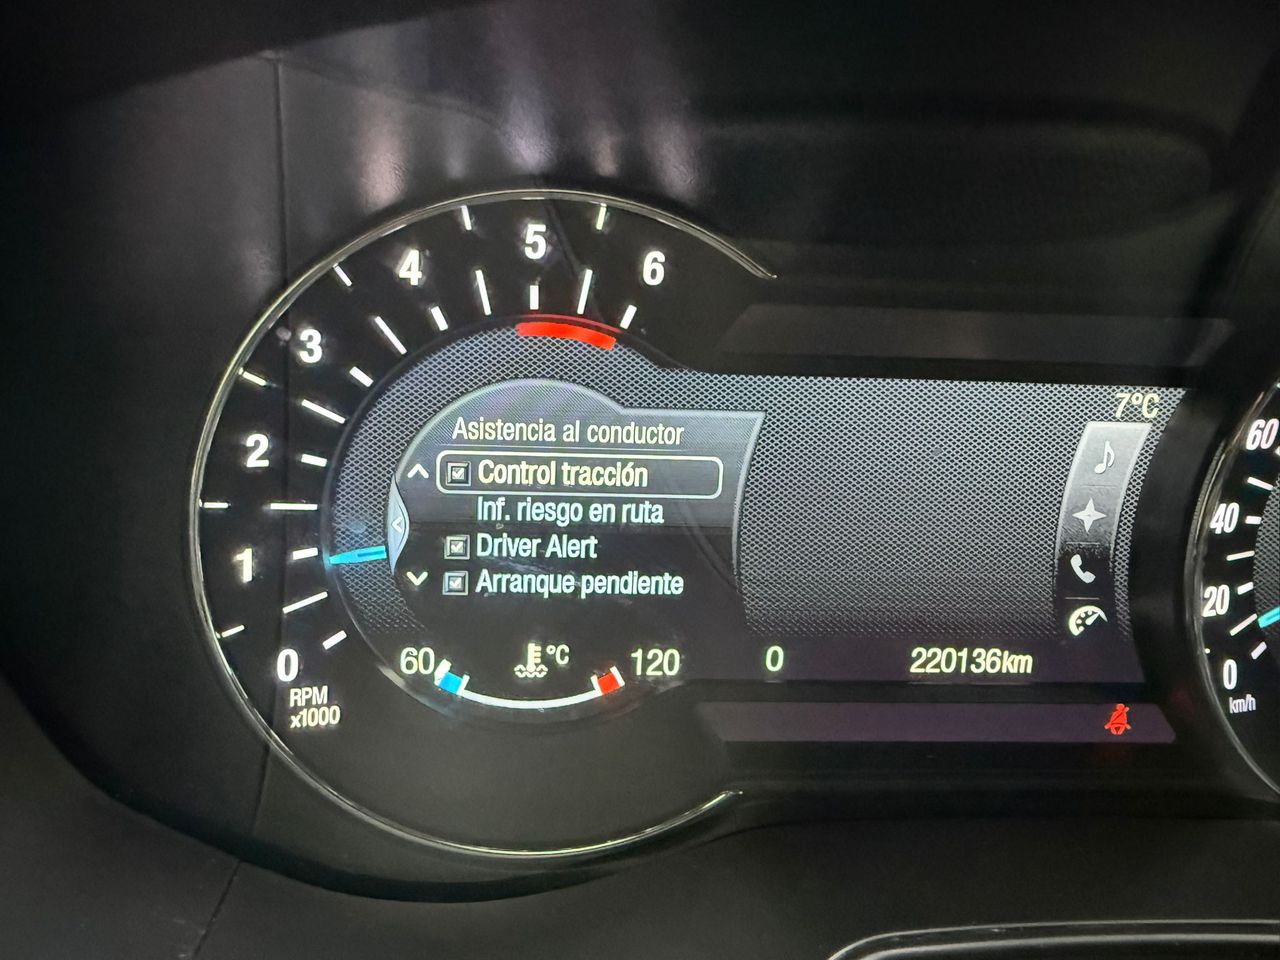 5
4
6
3
2
1
0
RPM
x1000
Asistencia al conductor
Control tracción
Inf. riesgo en ruta
Driver Alert
Arranque pendiente
60
°C
120
0
220136km
7ºC
60
40
20
0
km/h